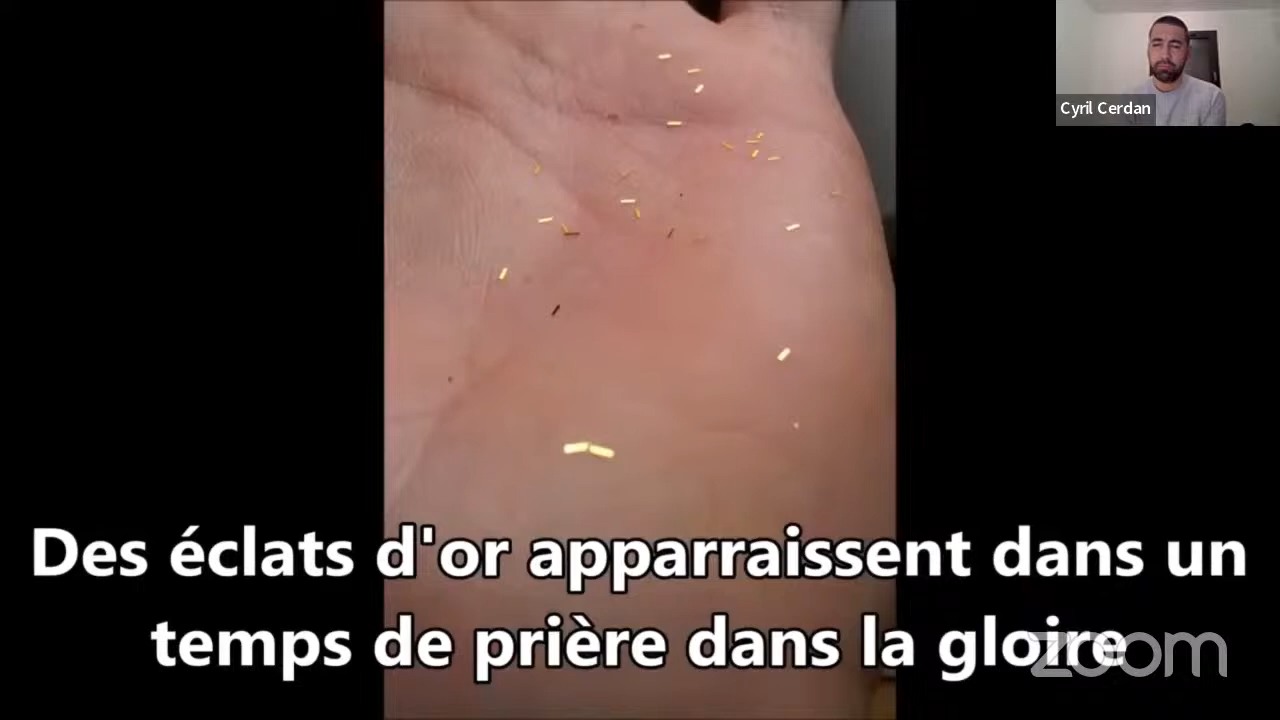 Cyril Cerdan
Des éclats d'or apparraissent dans un
temps de prière dans la gloire
zoom